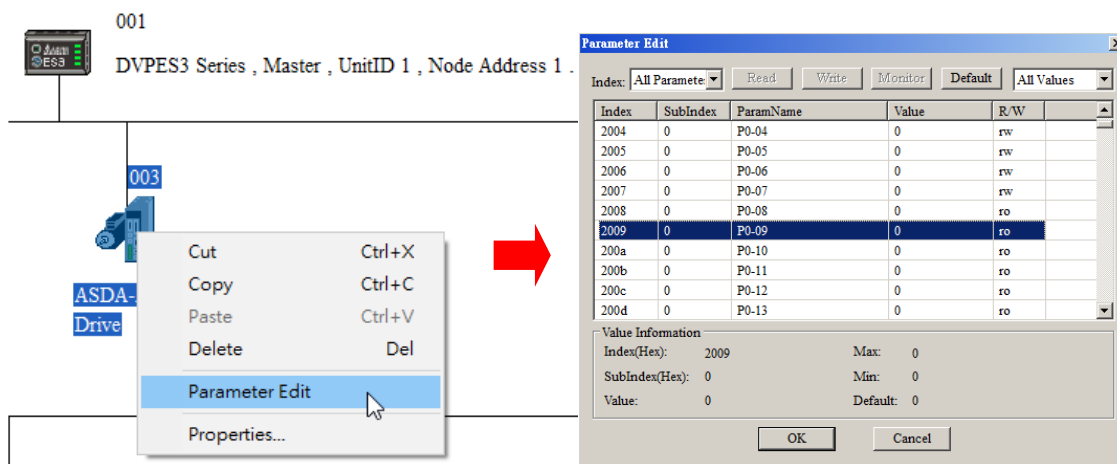 001
DVPES3 Series , Master , UnitID 1 , Node Address 1 .
ES3
003
ASDA-
Drive
Cut Ctrl+X
Copy Ctrl+C
Paste Ctrl+V
Delete Del
Parameter Edit
Properties...
Parameter Edit
Index: All Paramete Read Write Monitor Default All Values
Index SubIndex ParamName Value R/W
2004 0 P0-04 0 rw
2005 0 P0-05 0 rw
2006 0 P0-06 0 rw
2007 0 P0-07 0 rw
2008 0 P0-08 0 ro
2009 0 P0-09 0 ro
200a 0 P0-10 0 ro
200b 0 P0-11 0 ro
200c 0 P0-12 0 ro
200d 0 P0-13 0 ro
Value Information
Index(Hex): 2009 Max: 0
SubIndex(Hex): 0 Min: 0
Value: 0 Default: 0
OK Cancel